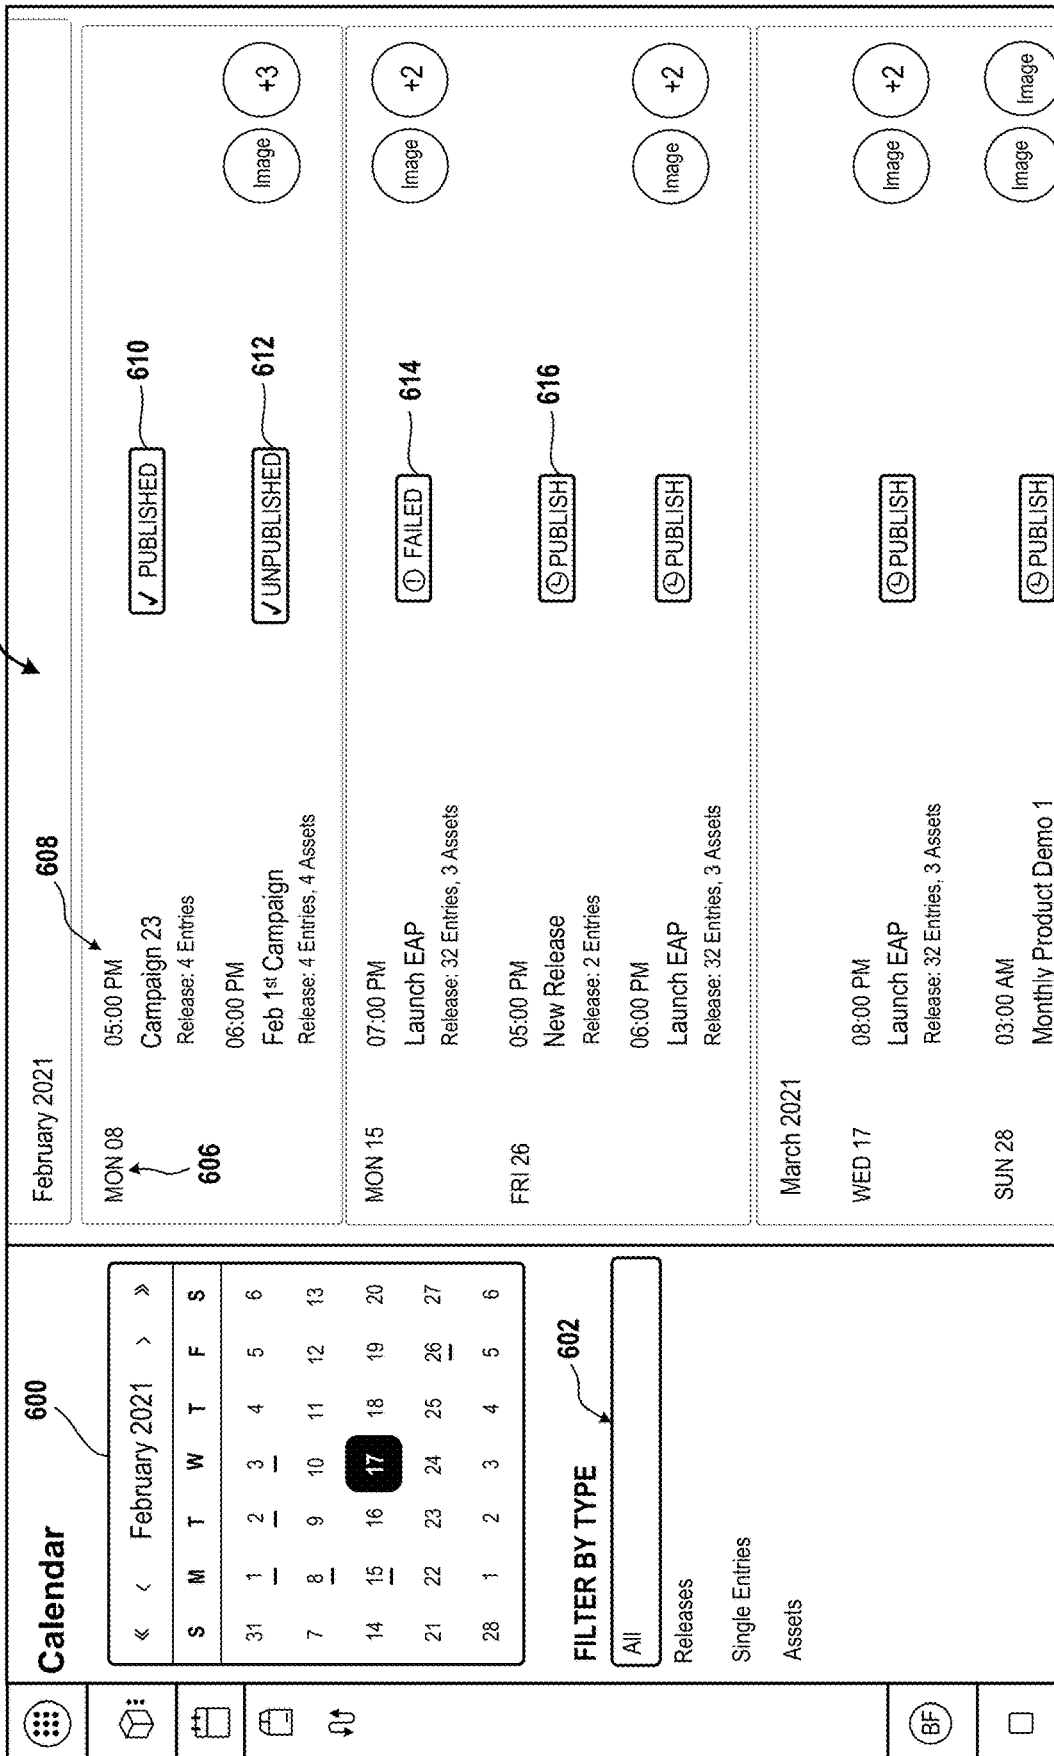 Calendar
600
« < February 2021 > »
S M T W T F S
31 1 2 3 4 5 6
7 8 9 10 11 12 13
14 15 16 17 18 19 20
21 22 23 24 25 26 27
28 1 2 3 4 5 6
FILTER BY TYPE
602
All
Releases
Single Entries
Assets
BF
February 2021
608
MON 08
606
05:00 PM
Campaign 23
Release: 4 Entries
✓ PUBLISHED
610
06:00 PM
Feb 1st Campaign
Release: 4 Entries, 4 Assets
✓ UNPUBLISHED
612
Image
+3
MON 15
07:00 PM
Launch EAP
Release: 32 Entries, 3 Assets
FAILED
614
Image
+2
FRI 26
05:00 PM
New Release
Release: 2 Entries
PUBLISH
616
06:00 PM
Launch EAP
Release: 32 Entries, 3 Assets
PUBLISH
Image
+2
March 2021
WED 17
08:00 PM
Launch EAP
Release: 32 Entries, 3 Assets
PUBLISH
Image
+2
SUN 28
03:00 AM
Monthly Product Demo 1
PUBLISH
Image
Image